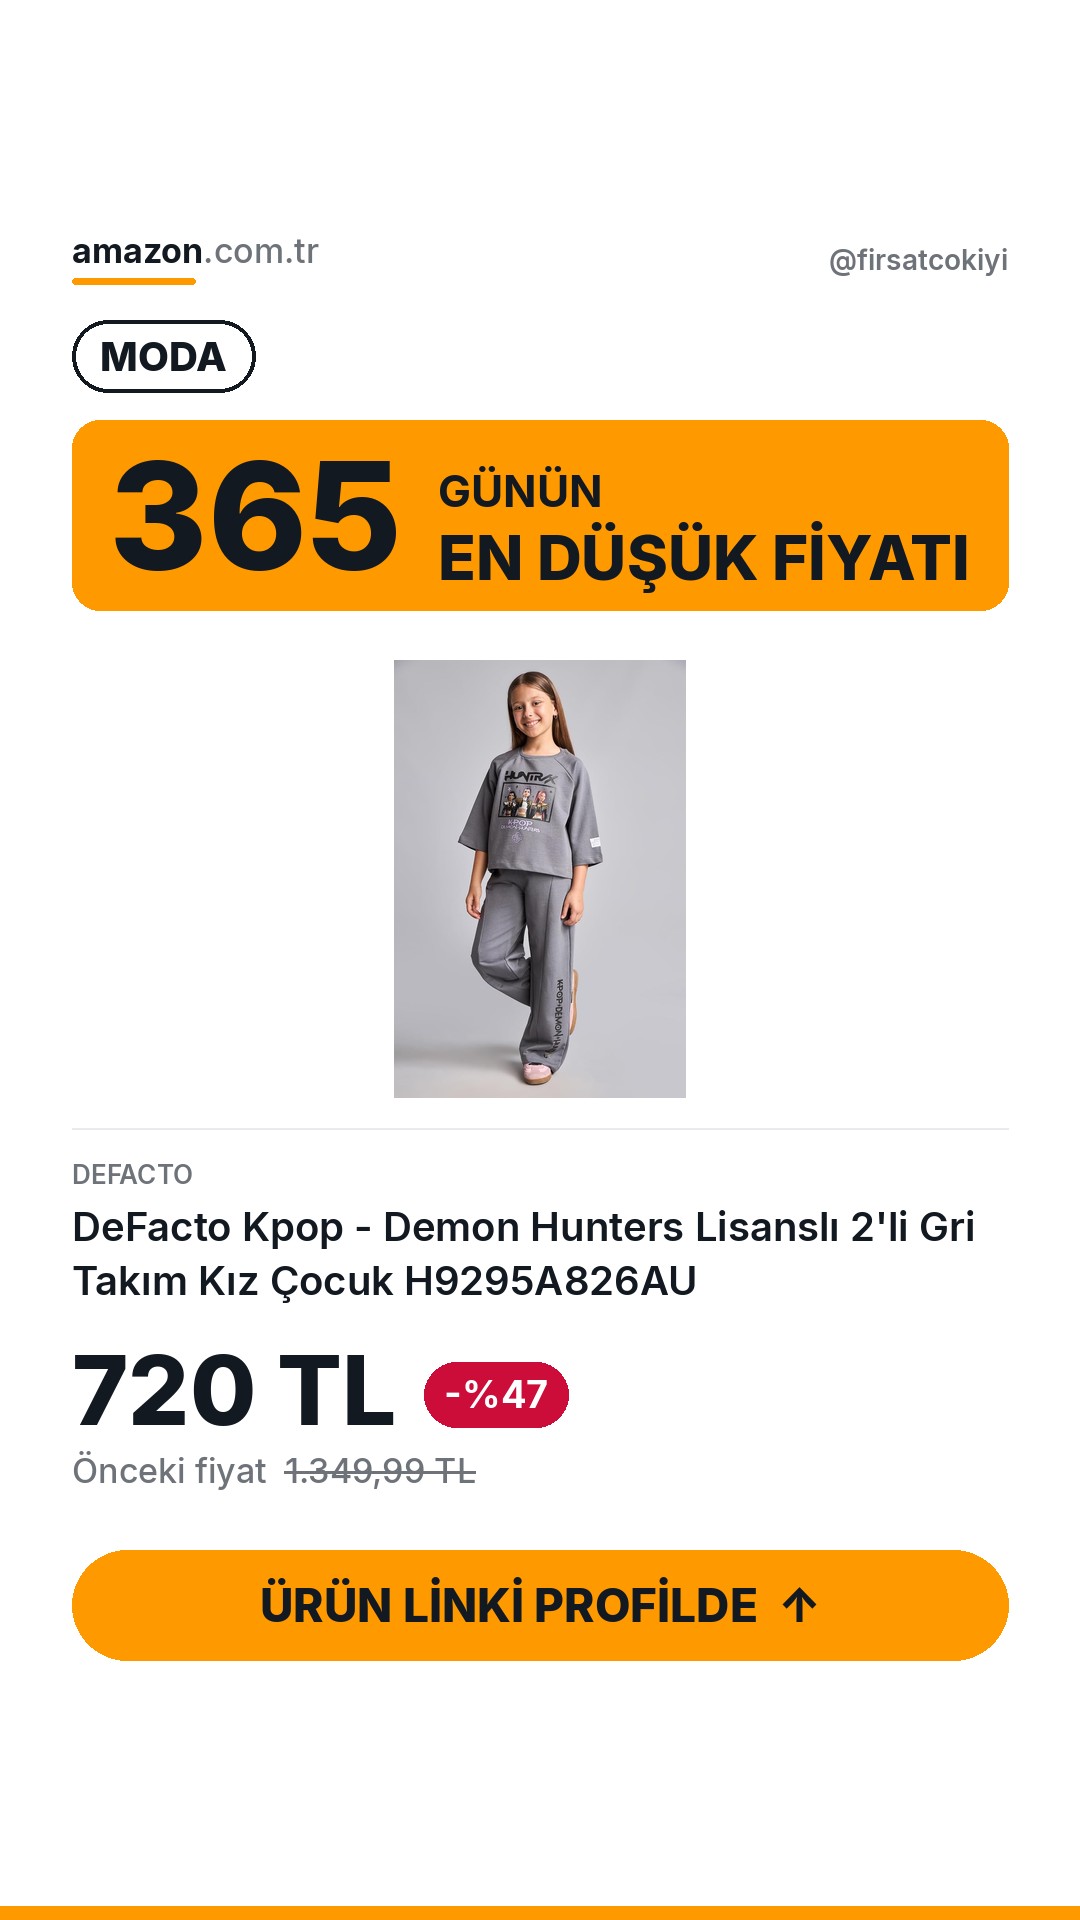 amazon.com.tr
@firsatcokiyi
MODA
365
GÜNÜN
EN DÜŞÜK FİYATI
HUNTR/X
K-POP
DEFACTO
DeFacto Kpop - Demon Hunters Lisanslı 2'li Gri
Takım Kız Çocuk H9295A826AU
720 TL -%47
Önceki fiyat 1.349,99 TL
ÜRÜN LİNKİ PROFİLDE ↑